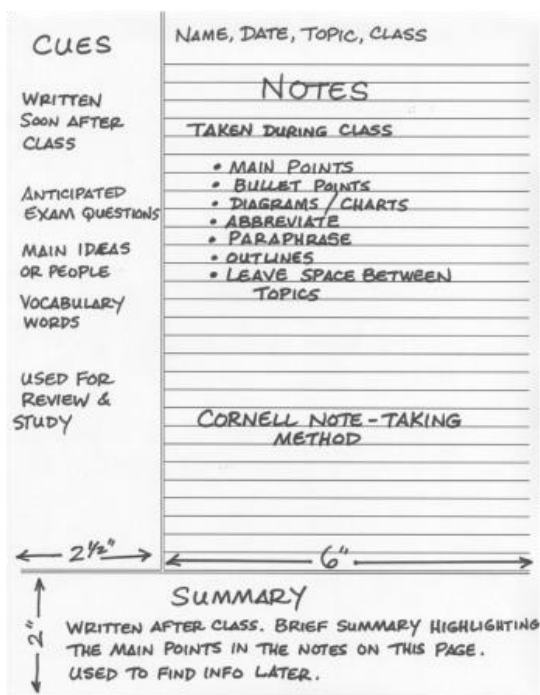 CUES
WRITTEN
SOON AFTER
CLASS
ANTICIPATED
EXAM QUESTIONS
MAIN IDEAS
OR PEOPLE
VOCABULARY
WORDS
USED FOR
REVIEW &
STUDY
2 1/2"
NAME, DATE, TOPIC, CLASS
NOTES
TAKEN DURING CLASS
• MAIN POINTS
• BULLET POINTS
• DIAGRAMS / CHARTS
• ABBREVIATE
• PARAPHRASE
• OUTLINES
• LEAVE SPACE BETWEEN
TOPICS
CORNELL NOTE-TAKING
METHOD
6"
2"
SUMMARY
WRITTEN AFTER CLASS. BRIEF SUMMARY HIGHLIGHTING
THE MAIN POINTS IN THE NOTES ON THIS PAGE.
USED TO FIND INFO LATER.